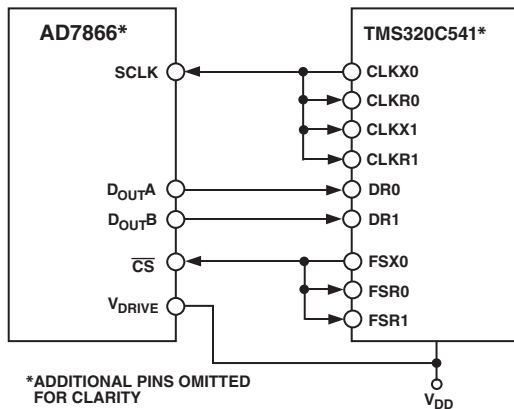 AD7866*
TMS320C541*
SCLK
CLKX0
CLKR0
CLKX1
CLKR1
DOUTA
DR0
DOUTB
DR1
CS
FSX0
VDRIVE
FSR0
FSR1
*ADDITIONAL PINS OMITTED
FOR CLARITY
VDD